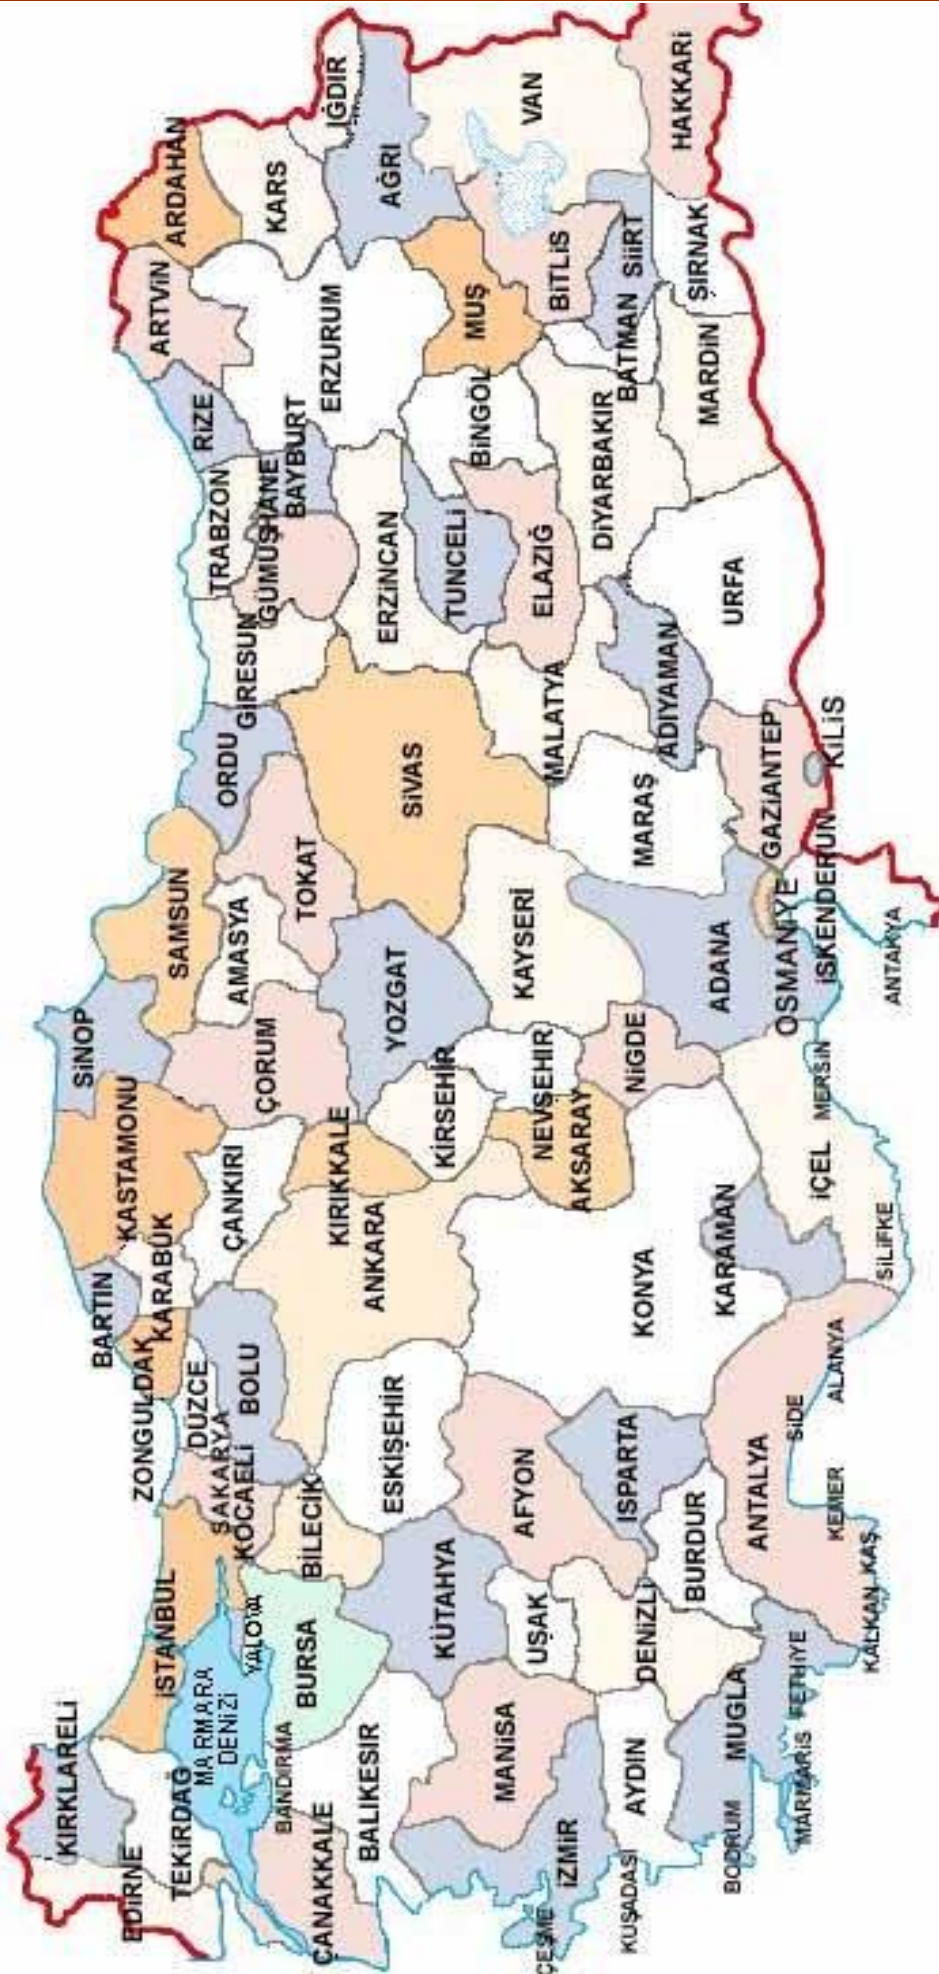 KIRKLARELİ
EDİRNE
TEKİRDAĞ
İSTANBUL
MARMARA
DENİZİ
YALOVA
BANDIRMA
ÇANAKKALE
BALIKESIR
BURSA
KOCAELİ
SAKARYA
DÜZCE
ZONGULDAK
BARTIN
KARABÜK
KASTAMONU
SİNOP
BOLU
BİLECİK
ESKİŞEHİR
KÜTAHYA
ANKARA
ÇANKIRI
KIRIKKALE
ÇORUM
SAMSUN
AMASYA
TOKAT
ORDU
GİRESUN
TRABZON
GÜMÜŞHANE
BAYBURT
RİZE
ARTVİN
ARDAHAN
KARS
IĞDIR
AĞRI
ERZURUM
ERZİNCAN
SİVAS
YOZGAT
KİRSEHİR
NEVŞEHIR
AKSARAY
KAYSERİ
NİGDE
MANİSA
İZMİR
ÇEŞME
KUŞADASI
AYDIN
UŞAK
DENİZLİ
AFYON
ISPARTA
BURDUR
MUGLA
BODRUM
MARMARİS
FETHİYE
KALKAN
KAŞ
KEMER
ANTALYA
SİDE
ALANYA
KONYA
KARAMAN
İÇEL
SİLİFKE
MERSİN
ADANA
OSMANİYE
İSKENDERUN
ANTAKYA
MARAŞ
GAZİANTEP
KİLİS
MALATYA
ADIYAMAN
URFA
TUNCELİ
ELAZIĞ
BİNGÖL
DİYARBAKIR
MARDİN
MUŞ
BİTLİS
BATMAN
SİİRT
ŞIRNAK
VAN
HAKKARİ